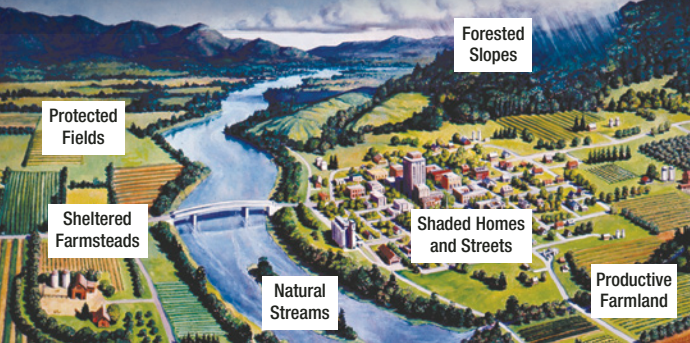 Forested
Slopes
Protected
Fields
Sheltered
Farmsteads
Shaded Homes
and Streets
Natural
Streams
Productive
Farmland